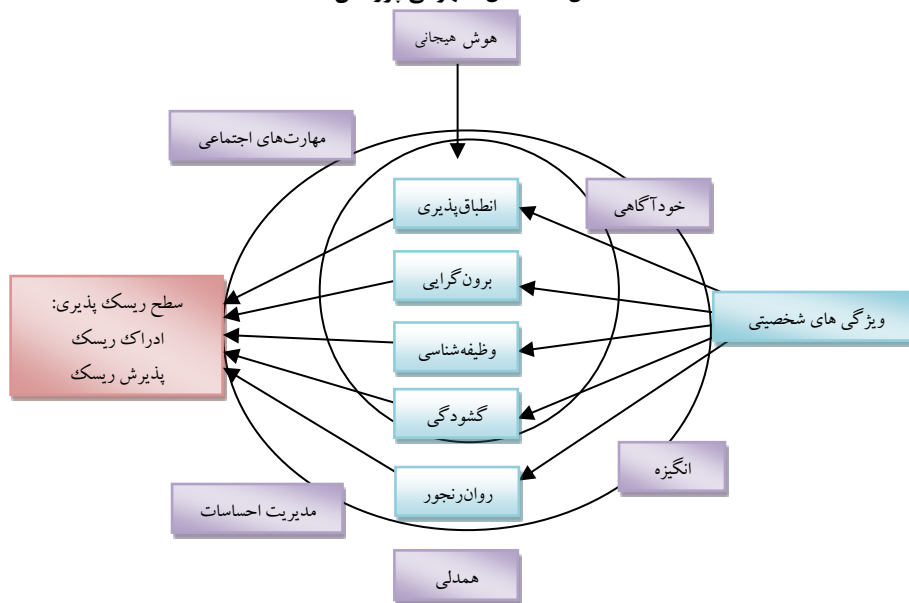 هوش هیجانی
مهارت‌های اجتماعی
خودآگاهی
انطباق‌پذیری
برون‌گرایی
سطح ریسک پذیری:
ادراک ریسک
پذیرش ریسک
ویژگی های شخصیتی
وظیفه‌شناسی
گشودگی
روان‌رنجور
انگیزه
مدیریت احساسات
همدلی